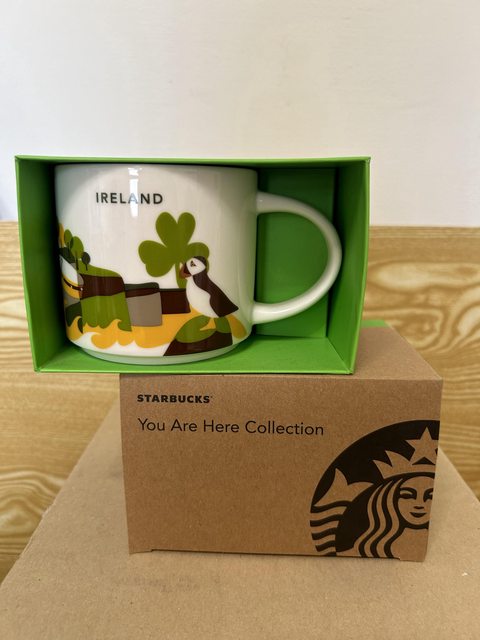 IRELAND
STARBUCKS®
You Are Here Collection